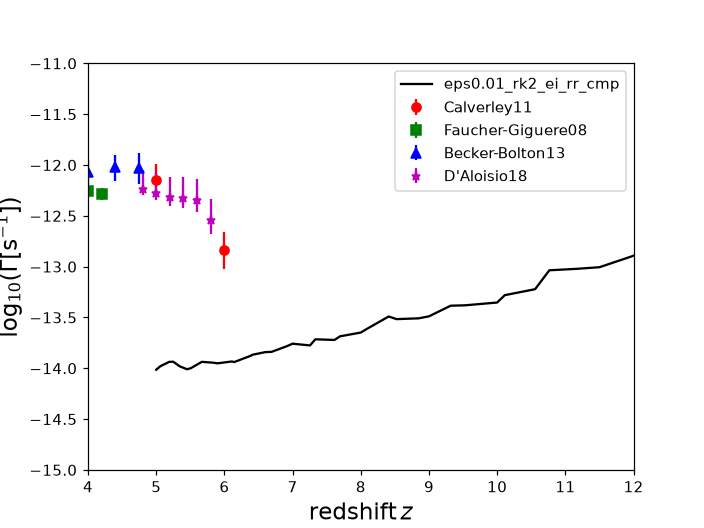 −11.0
−11.5
−12.0
−12.5
−13.0
−13.5
−14.0
−14.5
−15.0
log₁₀(Γ[s⁻¹])
eps0.01_rk2_ei_rr_cmp
Calverley11
Faucher-Giguere08
Becker-Bolton13
D'Aloisio18
4 5 6 7 8 9 10 11 12
redshift z